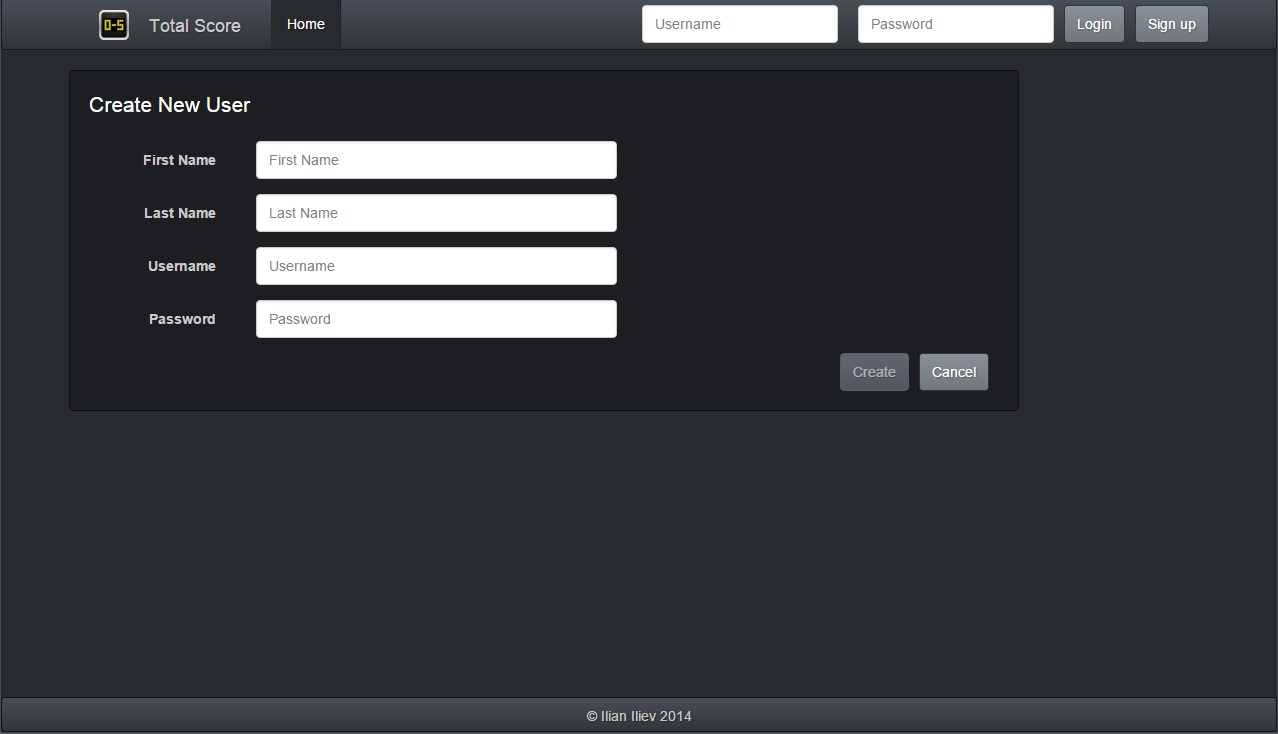 0-5 Total Score Home Username Password Login Sign up
Create New User
First Name First Name
Last Name Last Name
Username Username
Password Password
Create Cancel
© Ilian Iliev 2014